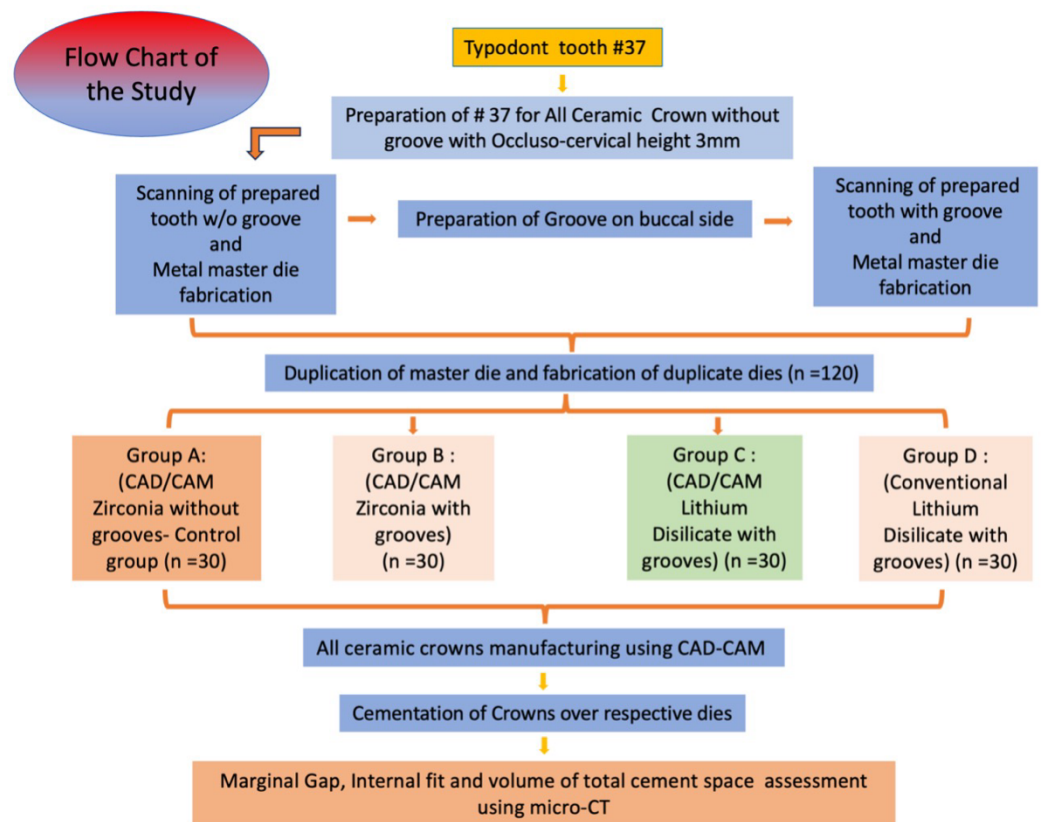 Flow Chart of
the Study
Typodont tooth #37
Preparation of # 37 for All Ceramic Crown without
groove with Occluso-cervical height 3mm
Scanning of prepared
tooth w/o groove
and
Metal master die
fabrication
Preparation of Groove on buccal side
Scanning of prepared
tooth with groove
and
Metal master die
fabrication
Duplication of master die and fabrication of duplicate dies (n =120)
Group A:
(CAD/CAM
Zirconia without
grooves- Control
group (n =30)
Group B :
(CAD/CAM
Zirconia with
grooves)
(n =30)
Group C :
(CAD/CAM
Lithium
Disilicate with
grooves) (n =30)
Group D :
(Conventional
Lithium
Disilicate with
grooves) (n =30)
All ceramic crowns manufacturing using CAD-CAM
Cementation of Crowns over respective dies
Marginal Gap, Internal fit and volume of total cement space assessment
using micro-CT